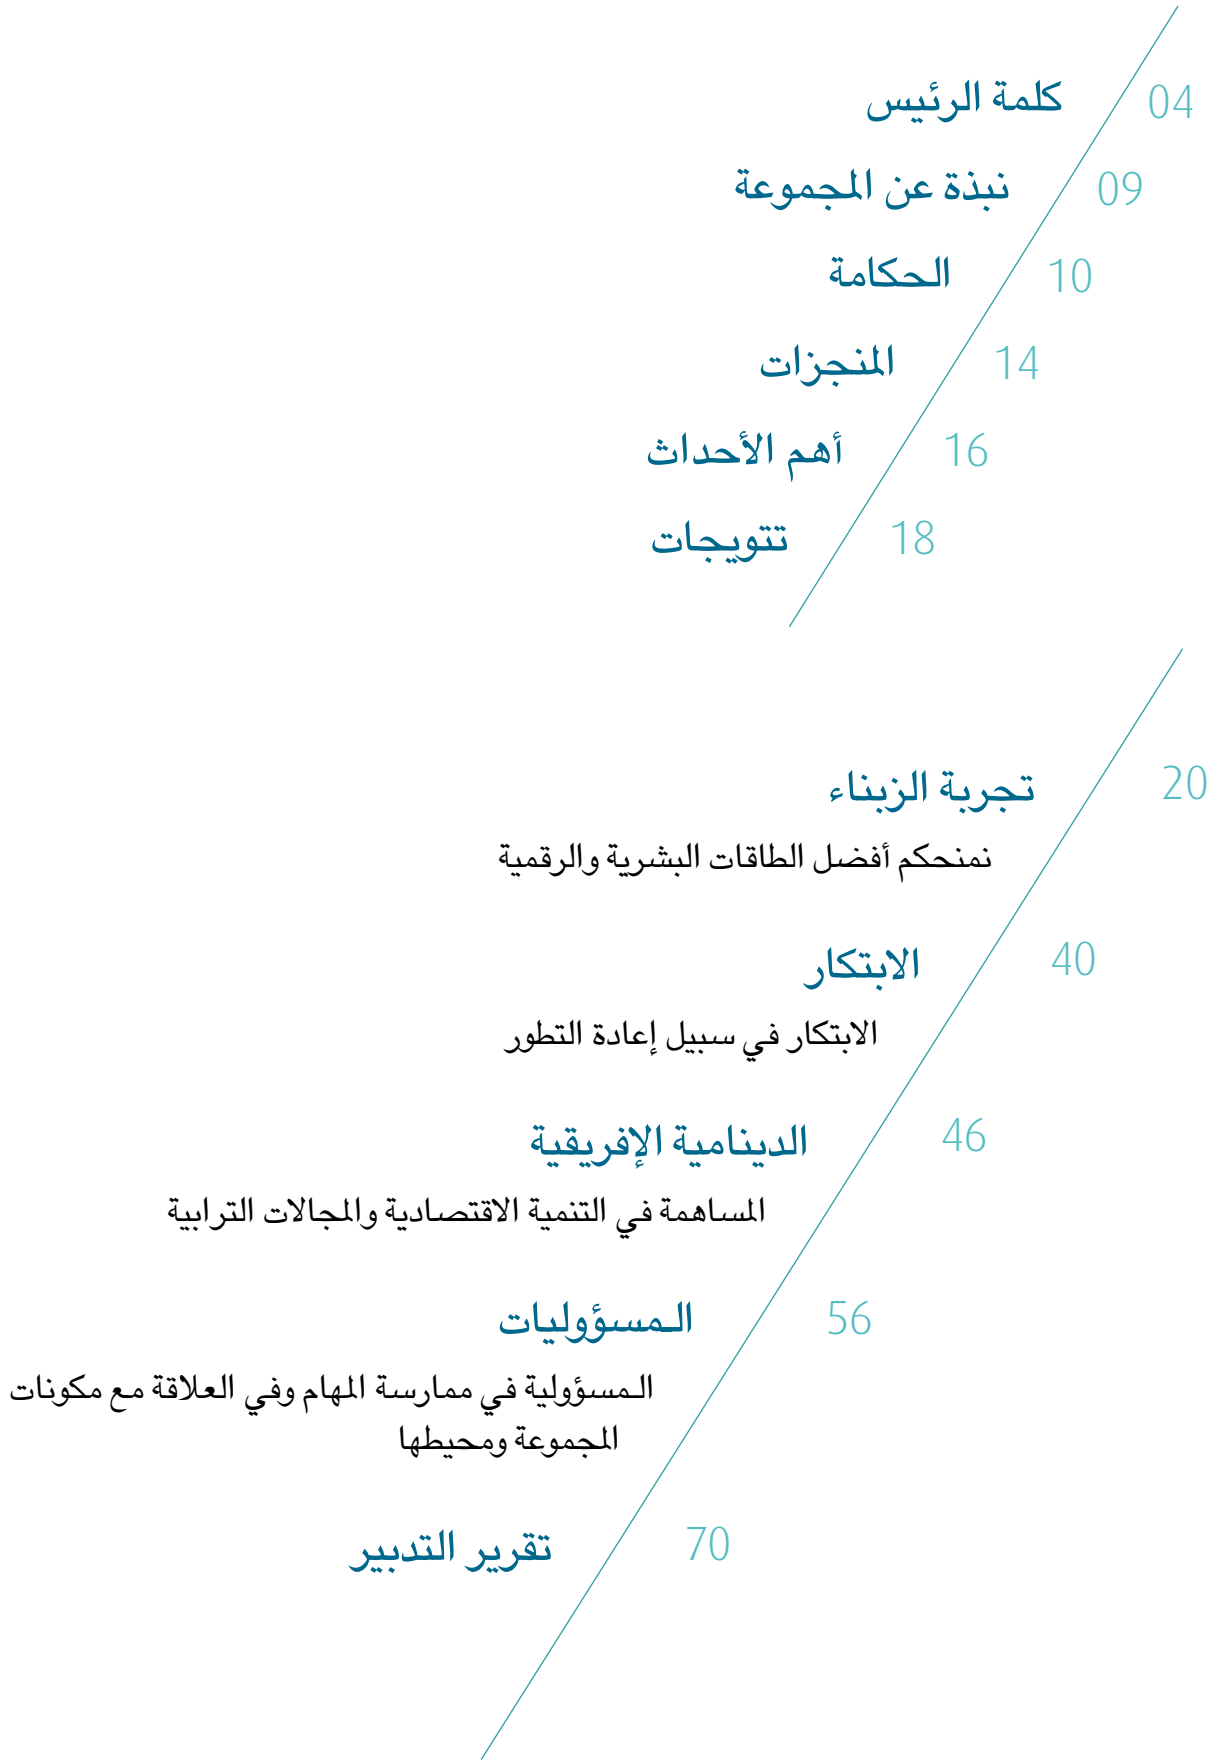 04 كلمة الرئيس
09 نبذة عن المجموعة
10 الحكامة
14 المنجزات
16 أهم الأحداث
18 تتويجات
20 تجربة الزبناء
نمنحكم أفضل الطاقات البشرية والرقمية
40 الابتكار
الابتكار في سبيل إعادة التطور
46 الدينامية الإفريقية
المساهمة في التنمية الاقتصادية والمجالات الترابية
56 الـمسؤوليات
الـمسؤولية في ممارسة المهام وفي العلاقة مع مكونات
المجموعة ومحيطها
70 تقرير التدبير